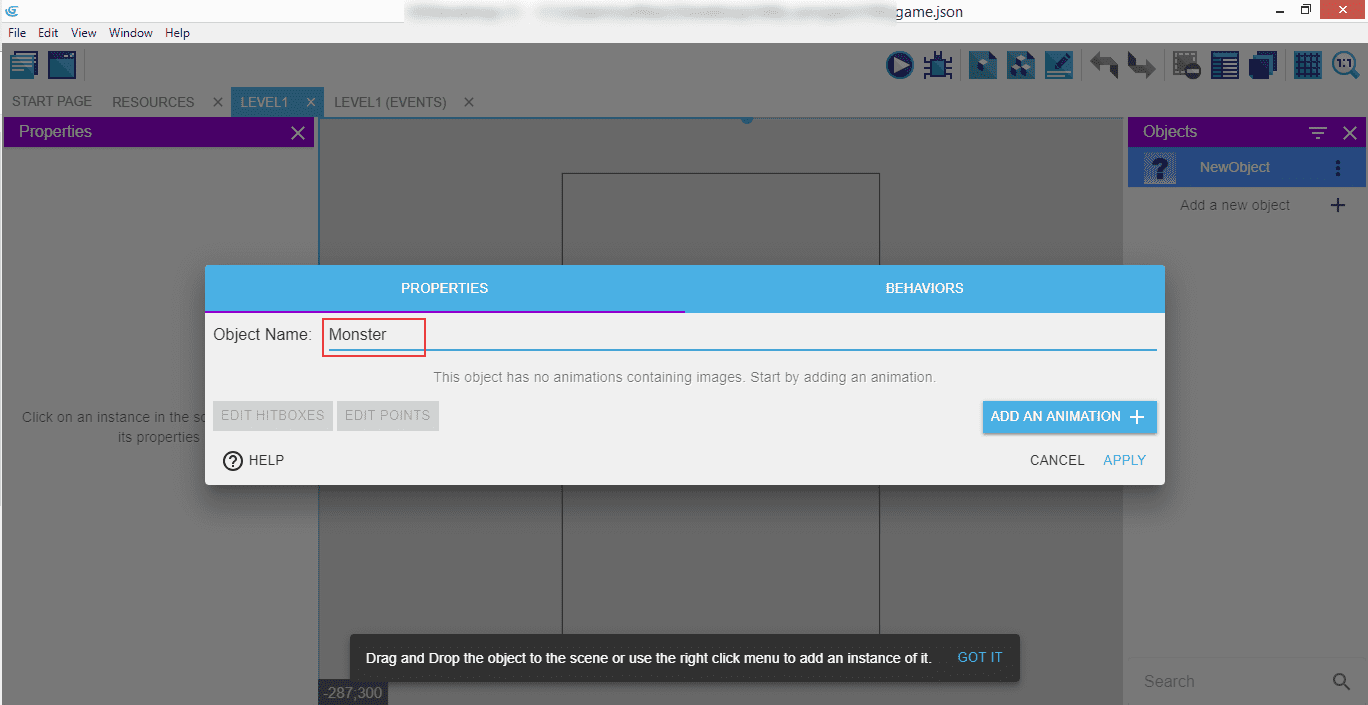 game.json
File Edit View Window Help
START PAGE RESOURCES LEVEL1 LEVEL1 (EVENTS)
1:1
Properties
Objects
NewObject
Add a new object
PROPERTIES BEHAVIORS
Object Name: Monster
This object has no animations containing images. Start by adding an animation.
Click on an instance in the
its properties
EDIT HITBOXES EDIT POINTS ADD AN ANIMATION
HELP CANCEL APPLY
Drag and Drop the object to the scene or use the right click menu to add an instance of it. GOT IT
-287;300
Search